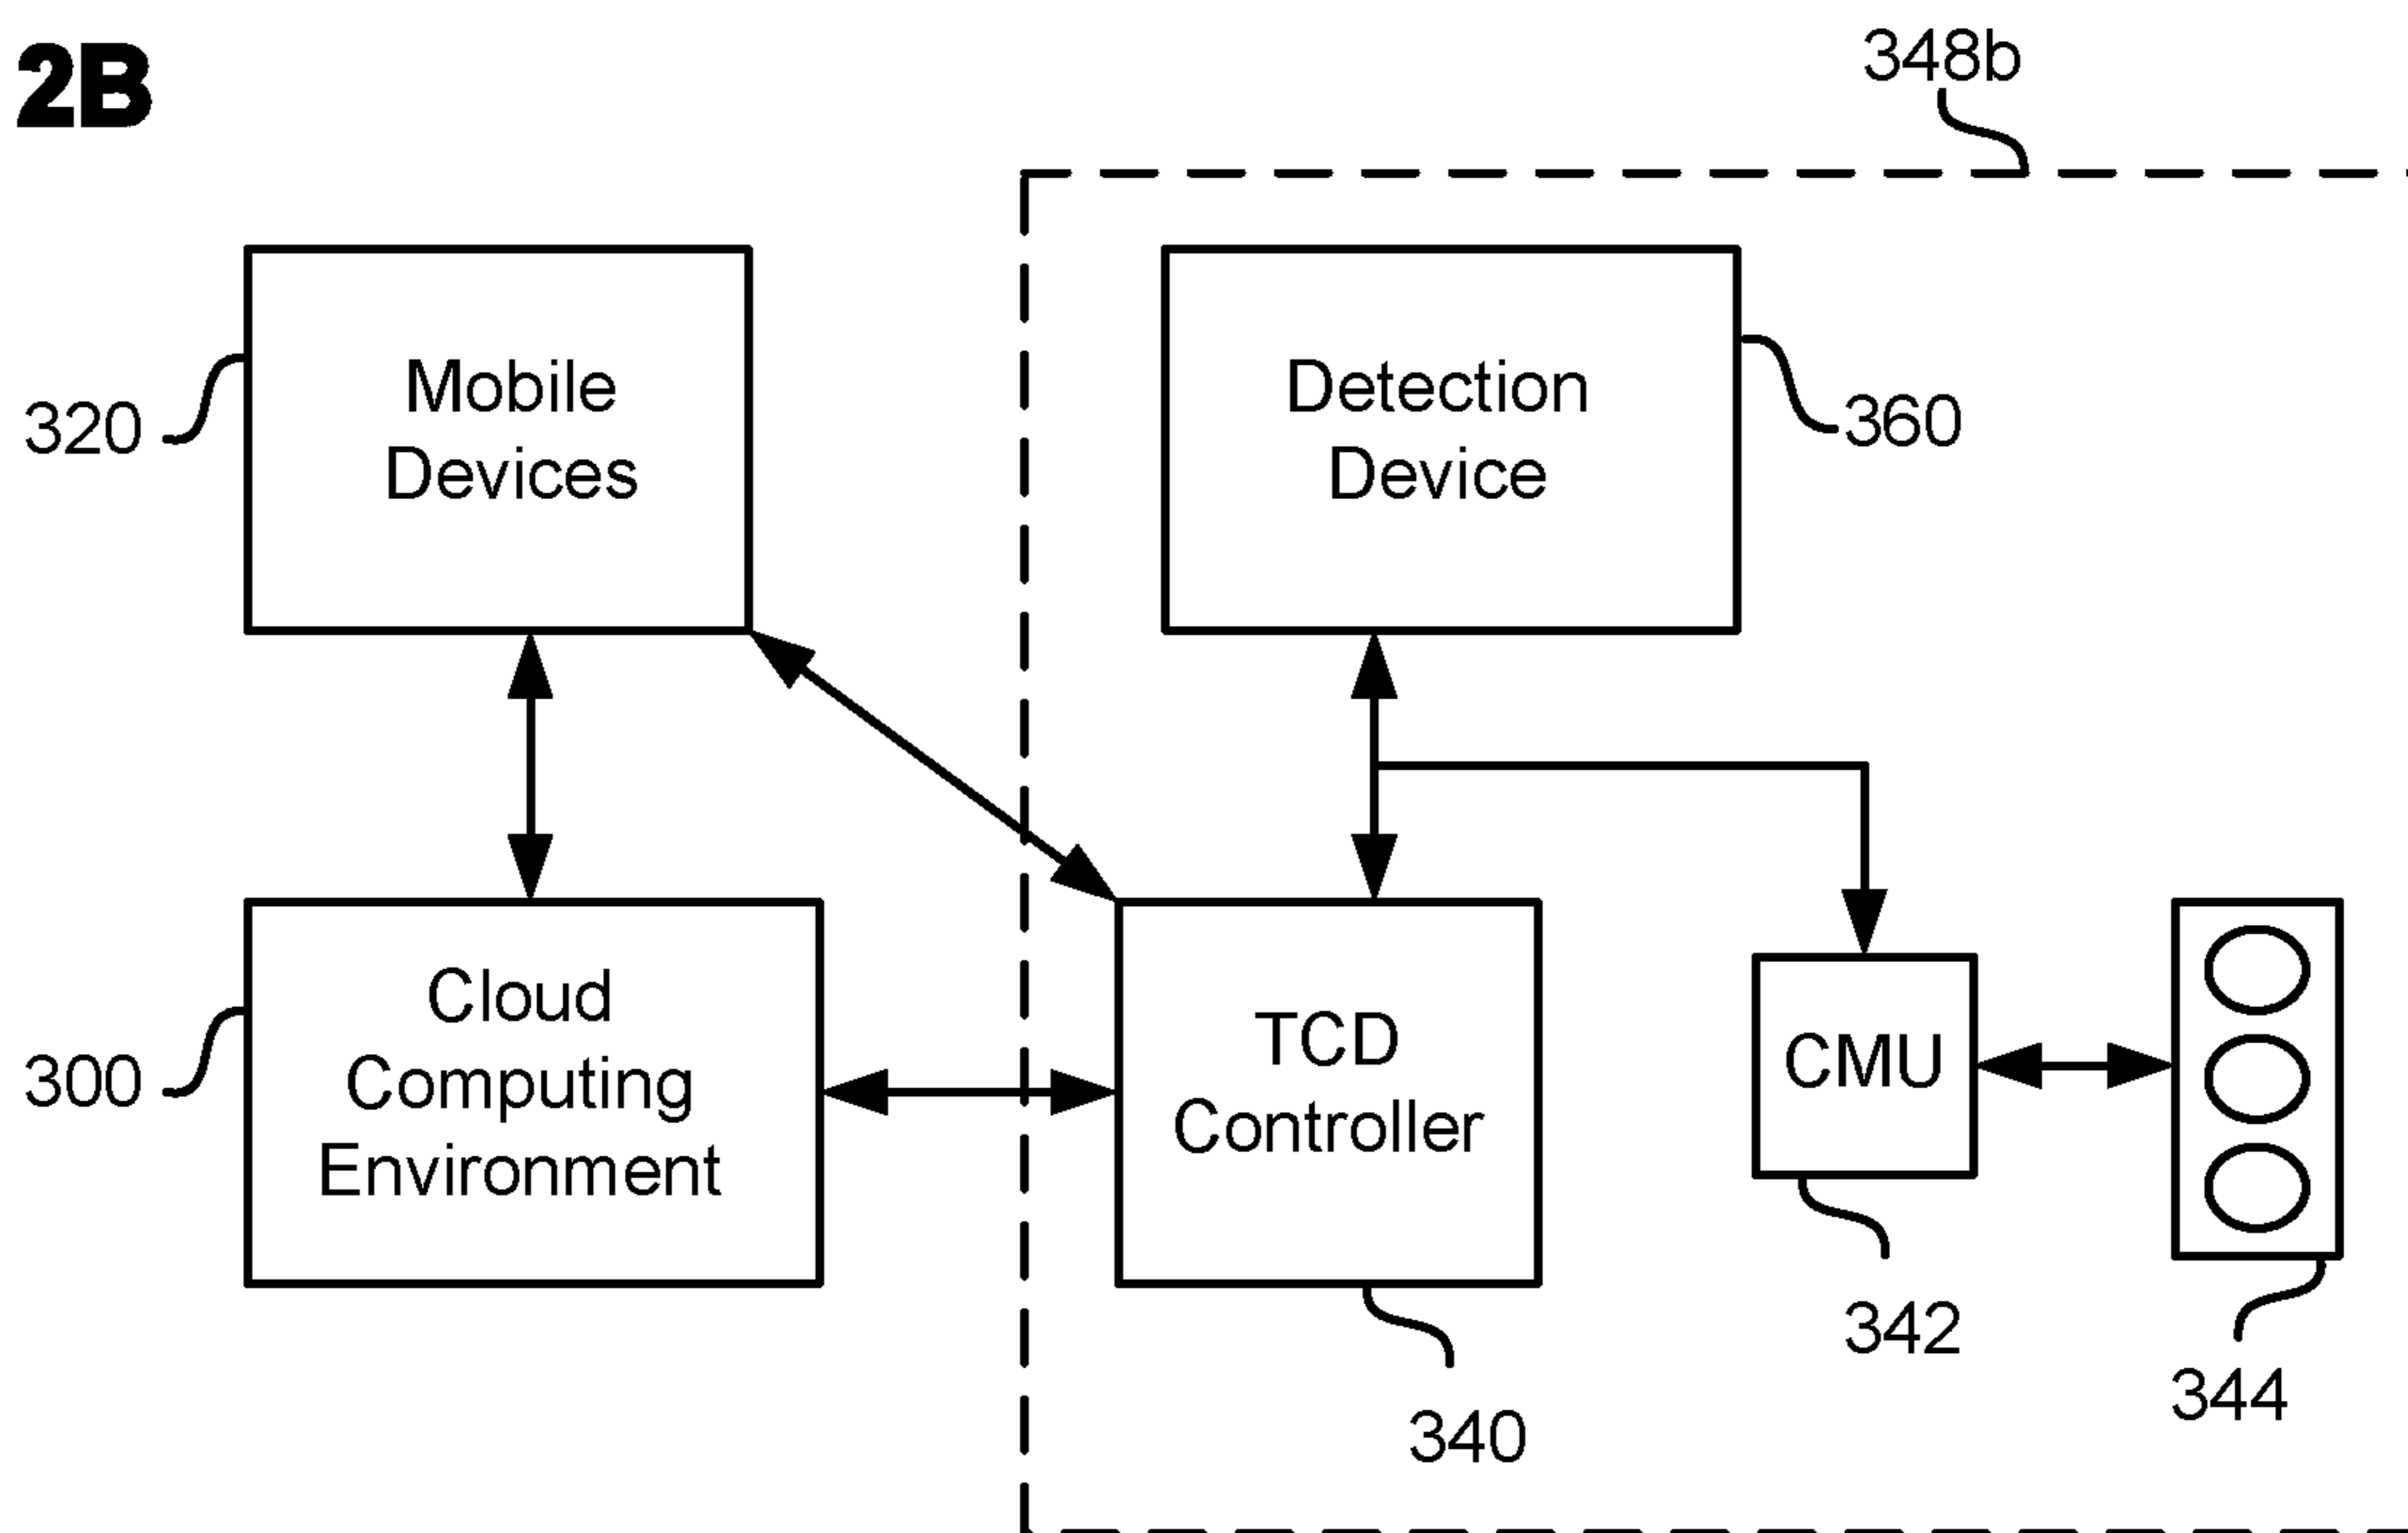 2B
348b
Mobile
Devices
320
Detection
Device
360
Cloud
Computing
Environment
300
TCD
Controller
340
CMU
342
344